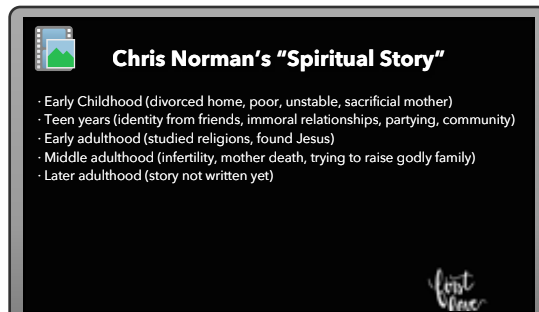 Chris Norman’s “Spiritual Story”
· Early Childhood (divorced home, poor, unstable, sacrificial mother)
· Teen years (identity from friends, immoral relationships, partying, community)
· Early adulthood (studied religions, found Jesus)
· Middle adulthood (infertility, mother death, trying to raise godly family)
· Later adulthood (story not written yet)
first
love